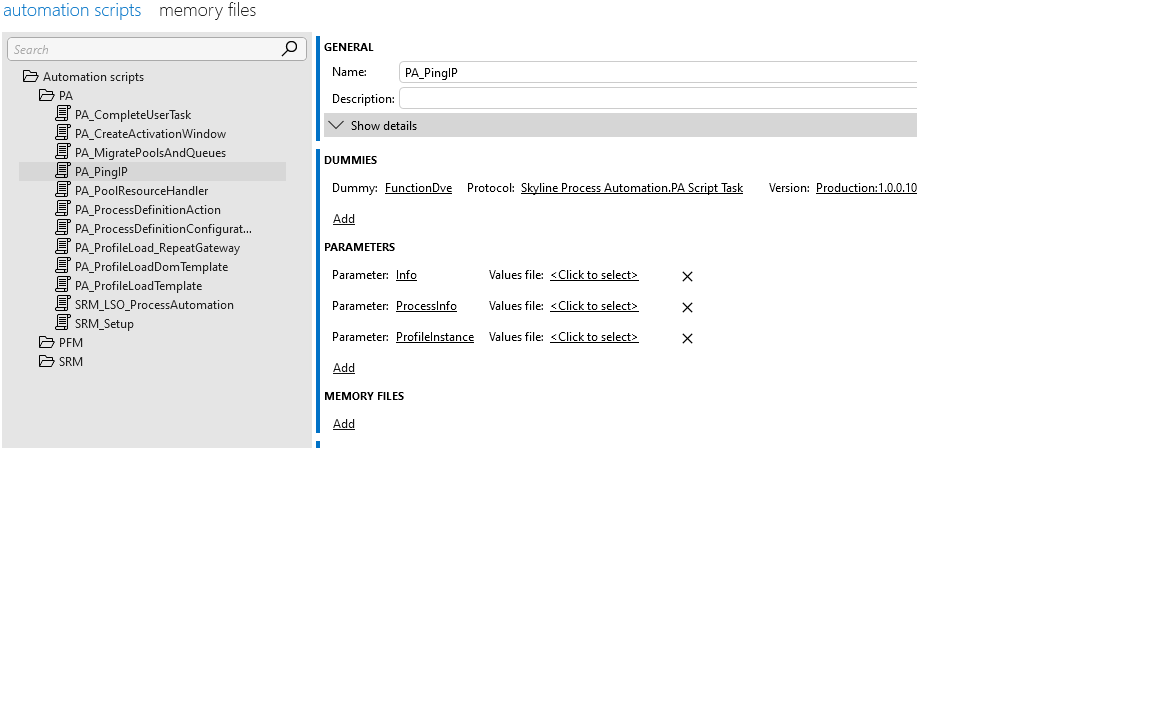 automation scripts memory files
Search
Automation scripts
PA
PA_CompleteUserTask
PA_CreateActivationWindow
PA_MigratePoolsAndQueues
PA_PingIP
PA_PoolResourceHandler
PA_ProcessDefinitionAction
PA_ProcessDefinitionConfigurat...
PA_ProfileLoad_RepeatGateway
PA_ProfileLoadDomTemplate
PA_ProfileLoadTemplate
SRM_LSO_ProcessAutomation
SRM_Setup
PFM
SRM
GENERAL
Name: PA_PingIP
Description:
Show details
DUMMIES
Dummy: FunctionDve Protocol: Skyline Process Automation.PA Script Task Version: Production:1.0.0.10
Add
PARAMETERS
Parameter: Info Values file: <Click to select>
Parameter: ProcessInfo Values file: <Click to select>
Parameter: ProfileInstance Values file: <Click to select>
Add
MEMORY FILES
Add